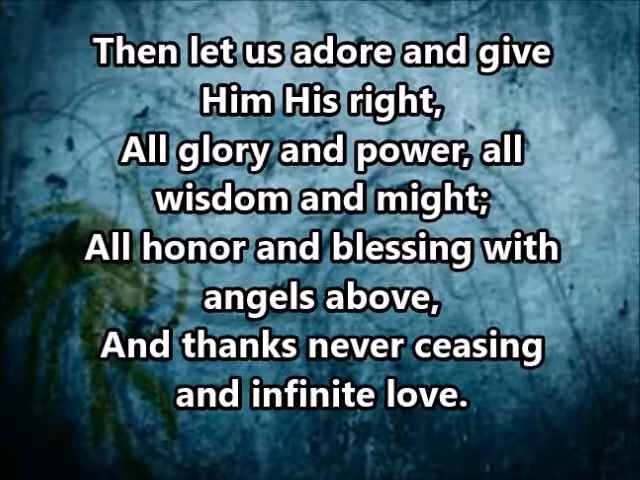 Then let us adore and give
Him His right,
All glory and power, all
wisdom and might;
All honor and blessing with
angels above,
And thanks never ceasing
and infinite love.